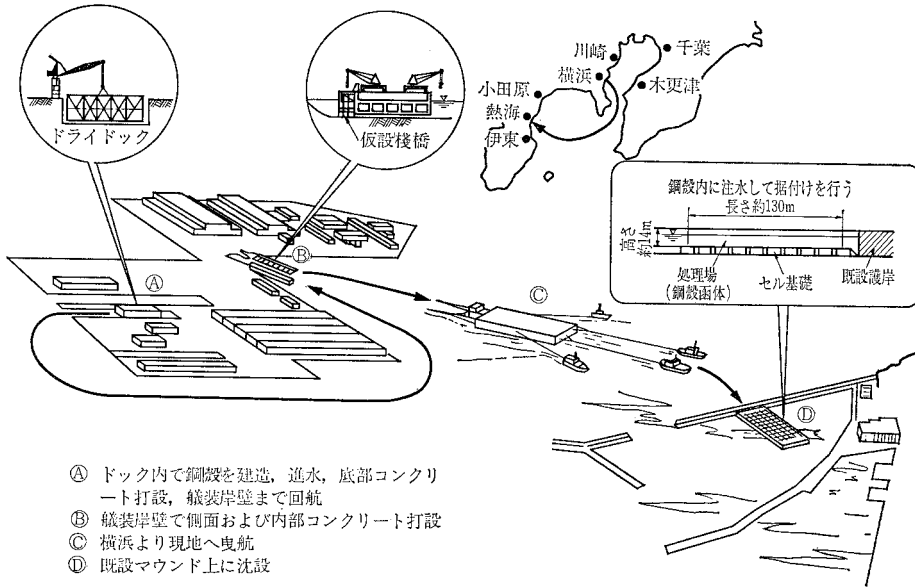 ドライドック
仮設棧橋
川崎
千葉
横浜
木更津
小田原
熱海
伊東
鋼殻内に注水して据付けを行う
長さ約130m
高さ
約14m
処理場
(鋼殻函体)
セル基礎
既設護岸
Ⓐ
Ⓑ
Ⓒ
Ⓓ
Ⓐ ドック内で鋼殻を建造,進水,底部コンクリ
ート打設,艤装岸壁まで回航
Ⓑ 艤装岸壁で側面および内部コンクリート打設
Ⓒ 横浜より現地へ曳航
Ⓓ 既設マウンド上に沈設